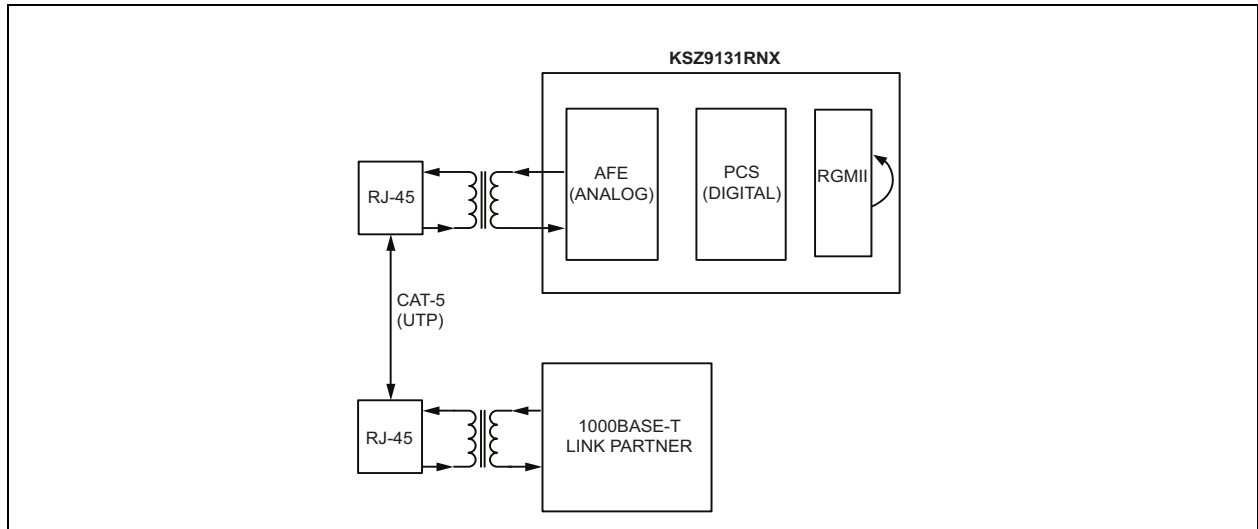 KSZ9131RNX
RJ-45
AFE
(ANALOG)
PCS
(DIGITAL)
RGMII
CAT-5
(UTP)
RJ-45
1000BASE-T
LINK PARTNER